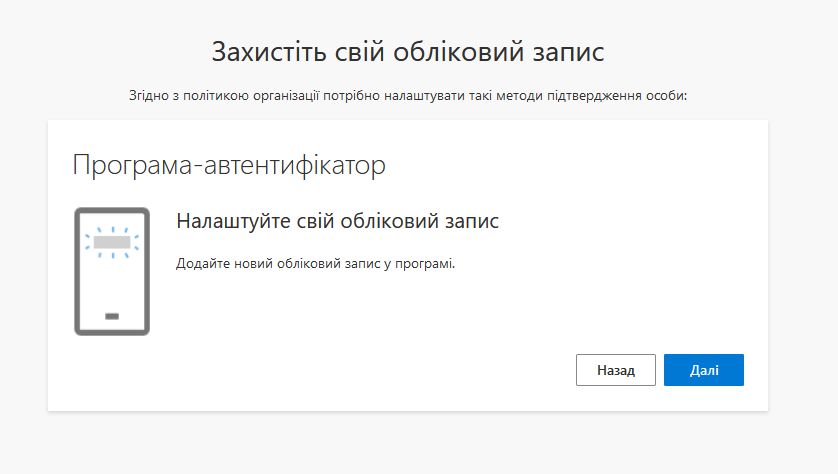 Захистіть свій обліковий запис
Згідно з політикою організації потрібно налаштувати такі методи підтвердження особи:
Програма-автентифікатор
Налаштуйте свій обліковий запис
Додайте новий обліковий запис у програмі.
Назад
Далі